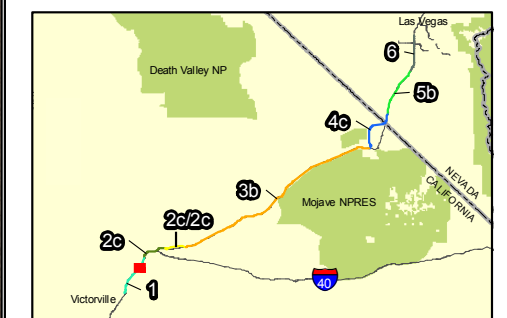 Las Vegas
6
Death Valley NP
5b
4c
NEVADA
CALIFORNIA
3b
Mojave NPRES
2c/2c
2c
40
1
Victorville